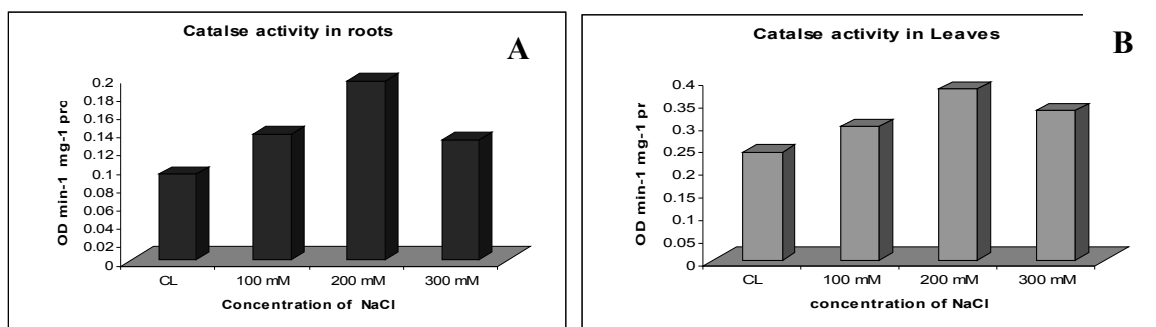 Catalse activity in roots
A
OD min-1 mg-1 prc
0.2
0.18
0.16
0.14
0.12
0.1
0.08
0.06
0.04
0.02
0
CL 100 mM 200 mM 300 mM
Concentration of NaCl
Catalse activity in Leaves
B
OD min-1 mg-1 pr
0.4
0.35
0.3
0.25
0.2
0.15
0.1
0.05
0
CL 100 mM 200 mM 300 mM
concentration of NaCl